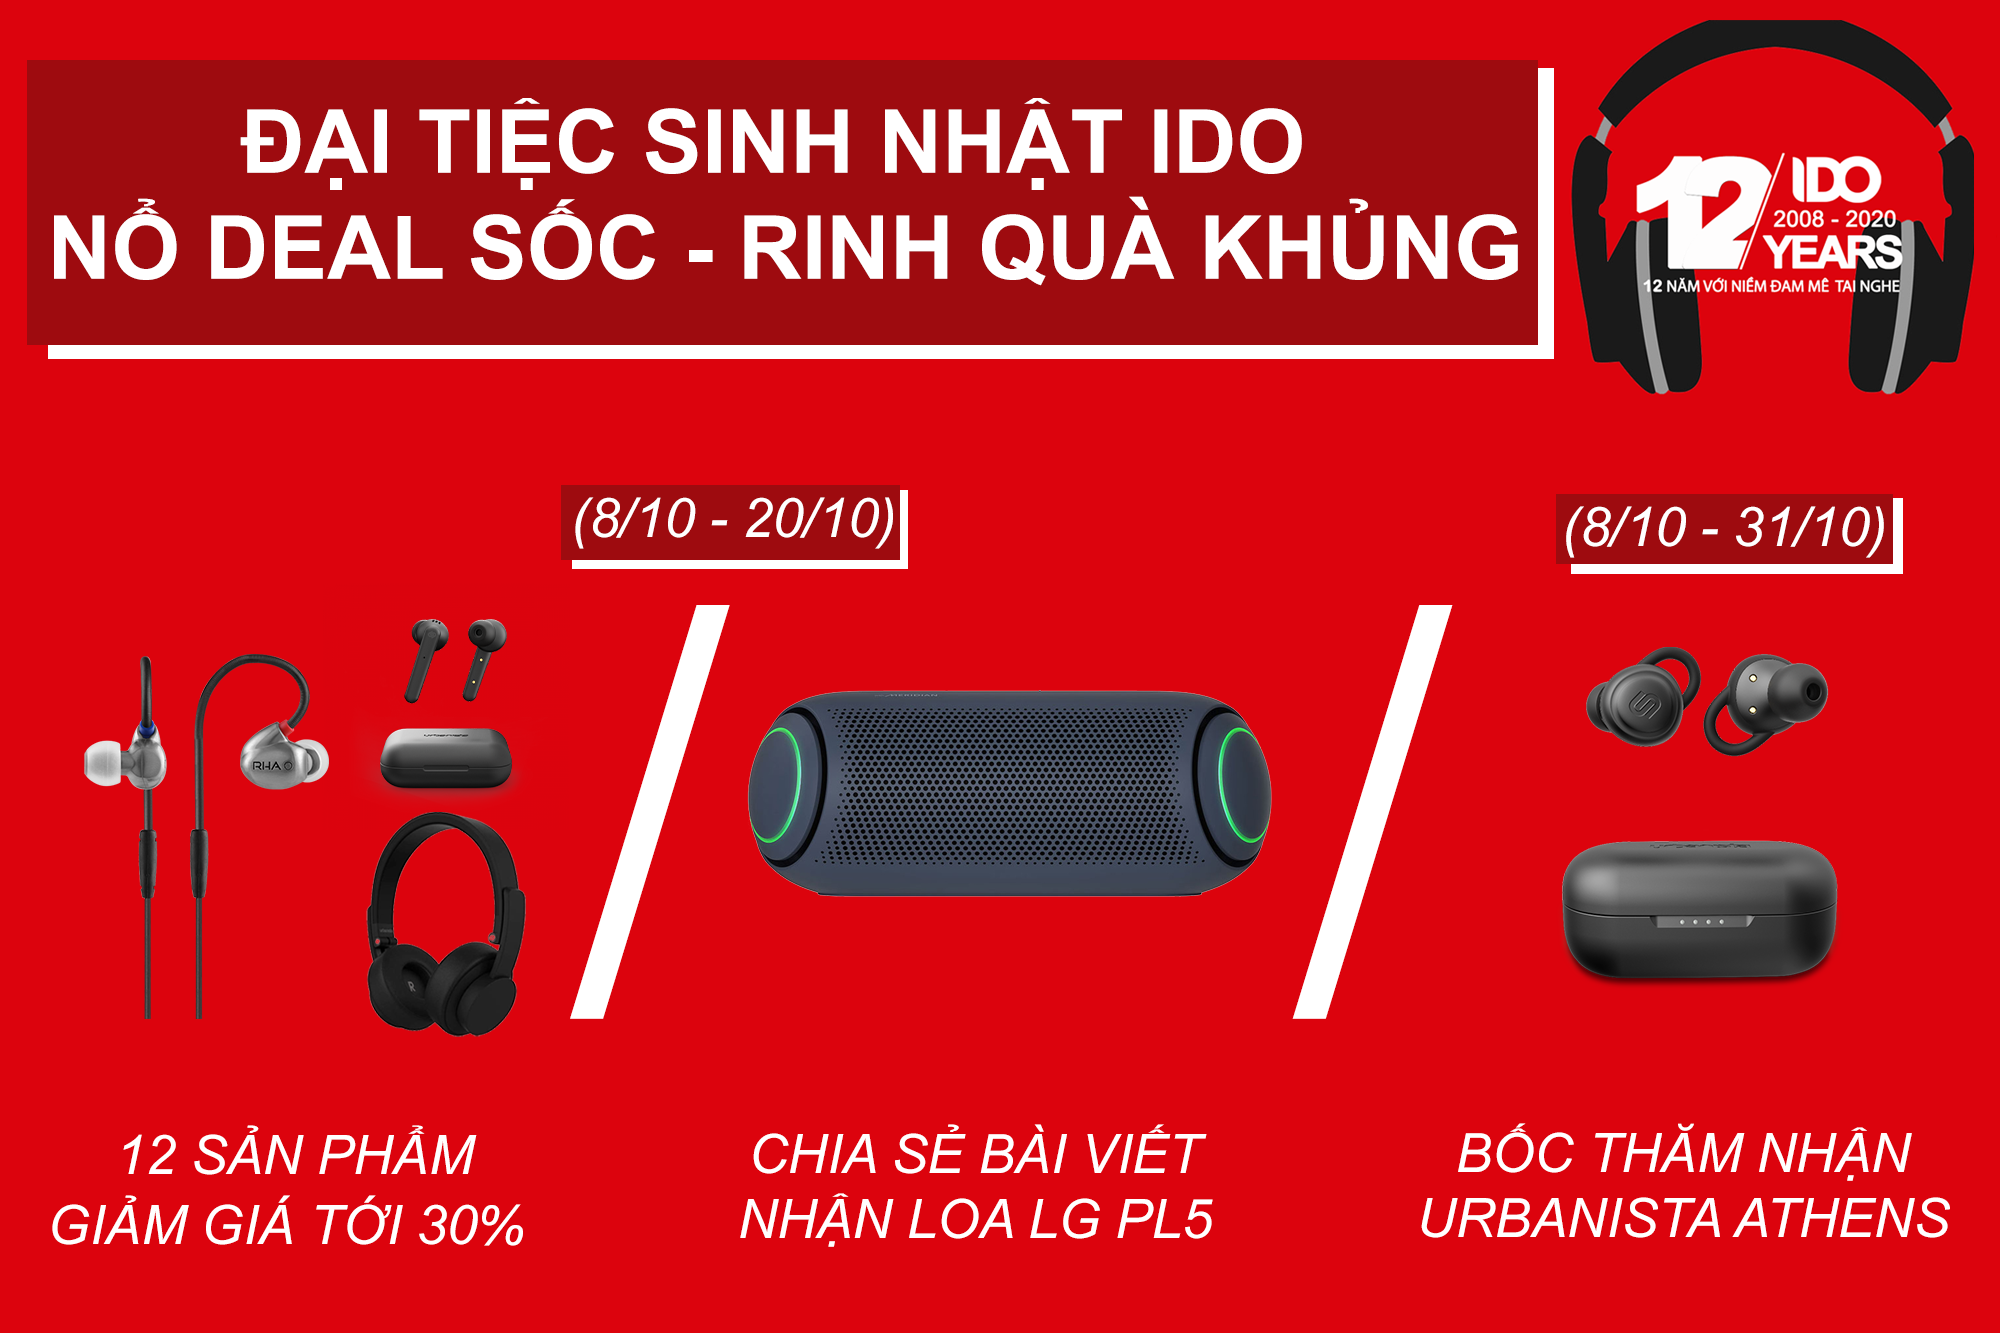 ĐẠI TIỆC SINH NHẬT IDO
NỔ DEAL SỐC - RINH QUÀ KHỦNG
12 IDO
2008 - 2020
YEARS
12 NĂM VỚI NIỀM ĐAM MÊ TAI NGHE
(8/10 - 20/10)
(8/10 - 31/10)
RHA
MERIDIAN
12 SẢN PHẨM
GIẢM GIÁ TỚI 30%
CHIA SẺ BÀI VIẾT
NHẬN LOA LG PL5
BỐC THĂM NHẬN
URBANISTA ATHENS